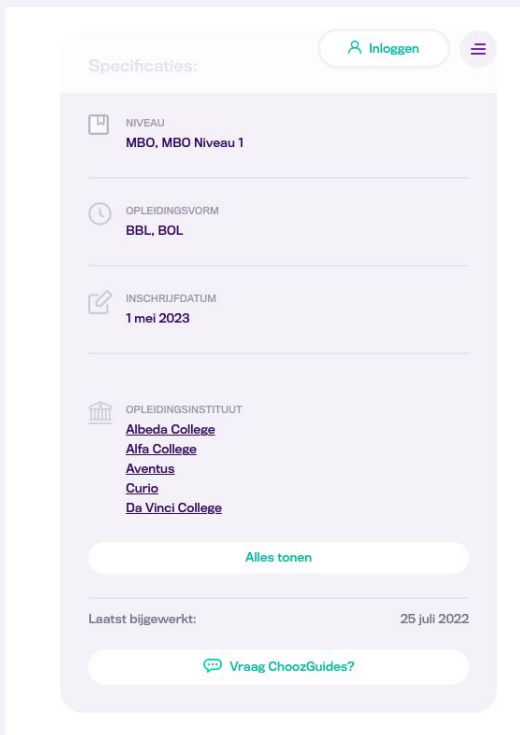 Inloggen
Specificaties:
NIVEAU
MBO, MBO Niveau 1
OPLEIDINGSVORM
BBL, BOL
INSCHRIJFDATUM
1 mei 2023
OPLEIDINGSINSTITUUT
Albeda College
Alfa College
Aventus
Curio
Da Vinci College
Alles tonen
Laatst bijgewerkt: 25 juli 2022
Vraag ChoozGuides?